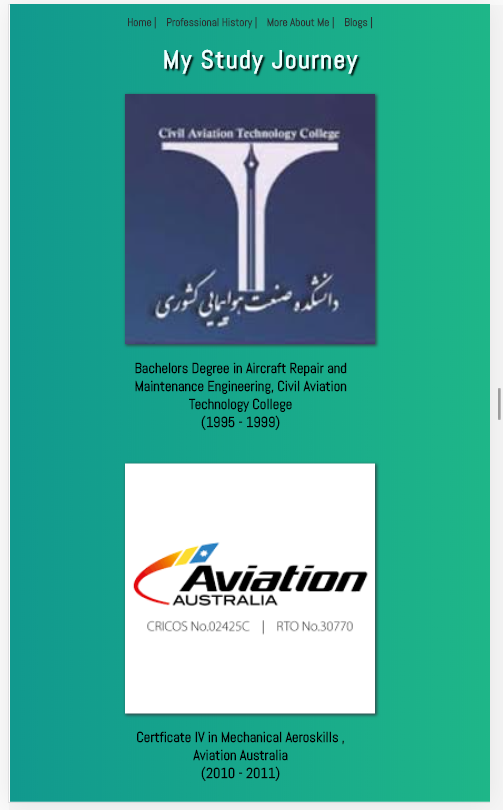 Home | Professional History | More About Me | Blogs |
My Study Journey
Civil Aviation Technology College
دانشکده صنعت هواپیمایی کشوری
Bachelors Degree in Aircraft Repair and
Maintenance Engineering, Civil Aviation
Technology College
(1995 - 1999)
Aviation
AUSTRALIA
CRICOS No.02425C | RTO No.30770
Certficate IV in Mechanical Aeroskills ,
Aviation Australia
(2010 - 2011)